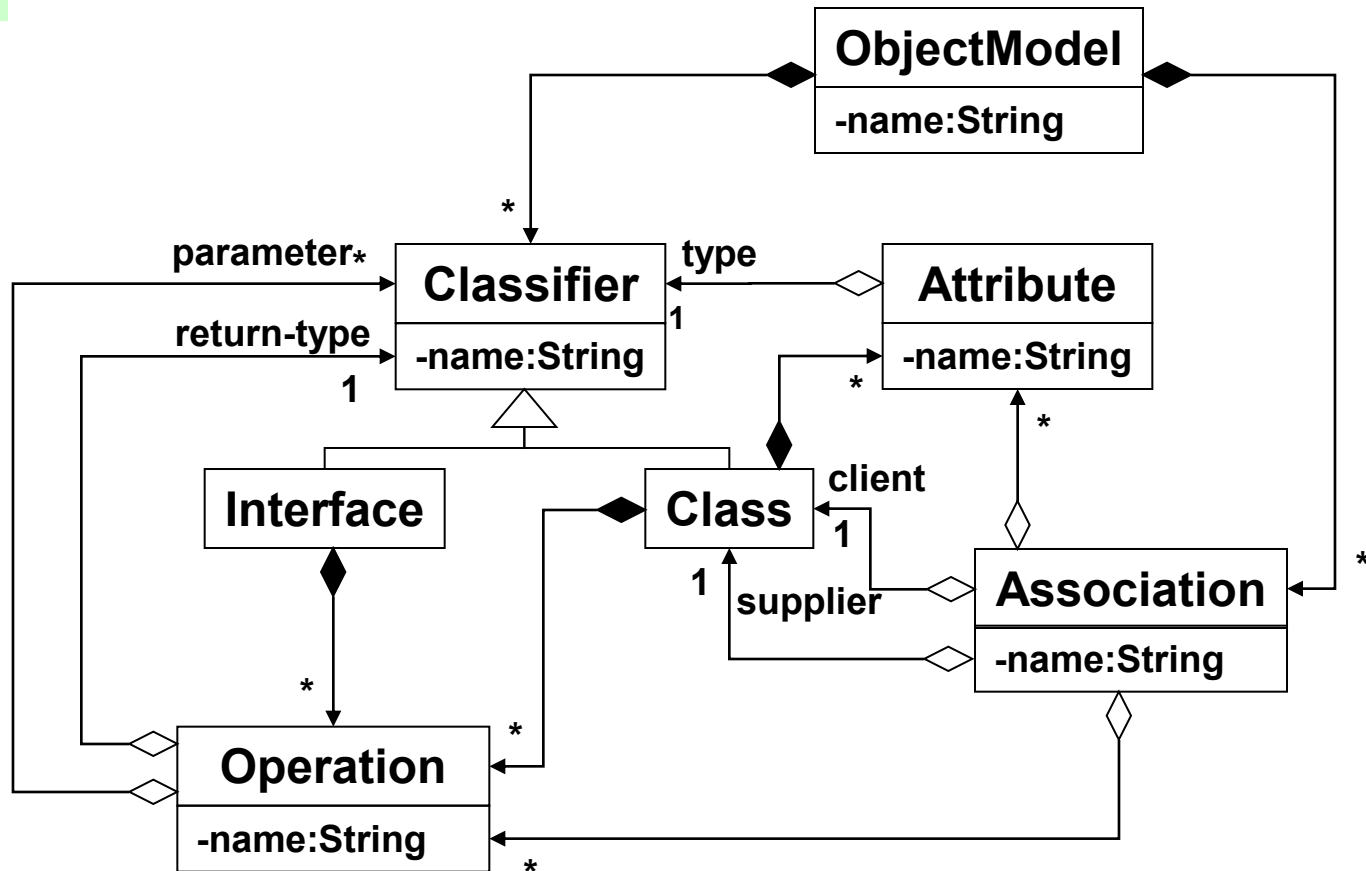 ObjectModel
-name:String
*
parameter*
Classifier
type
Attribute
1
return-type
-name:String
-name:String
1
*
*
Interface
Class
client
1
*
1
supplier
Association
-name:String
*
*
Operation
-name:String
*